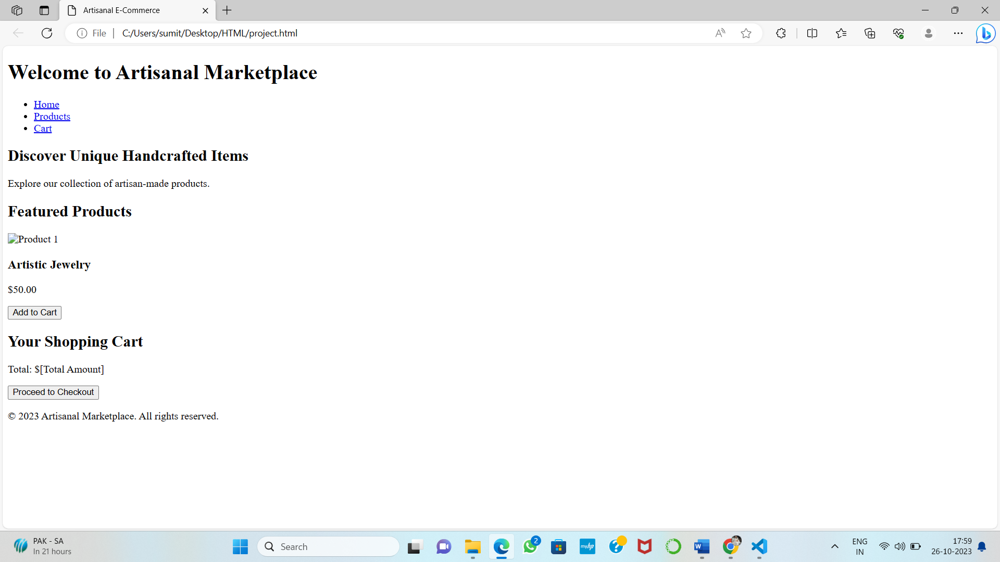 Artisanal E-Commerce
File
C:/Users/sumit/Desktop/HTML/project.html
Welcome to Artisanal Marketplace
Home
Products
Cart
Discover Unique Handcrafted Items
Explore our collection of artisan-made products.
Featured Products
Product 1
Artistic Jewelry
$50.00
Add to Cart
Your Shopping Cart
Total: $[Total Amount]
Proceed to Checkout
© 2023 Artisanal Marketplace. All rights reserved.
PAK - SA
In 21 hours
Search
2
myhp
W
ENG
IN
17:59
26-10-2023